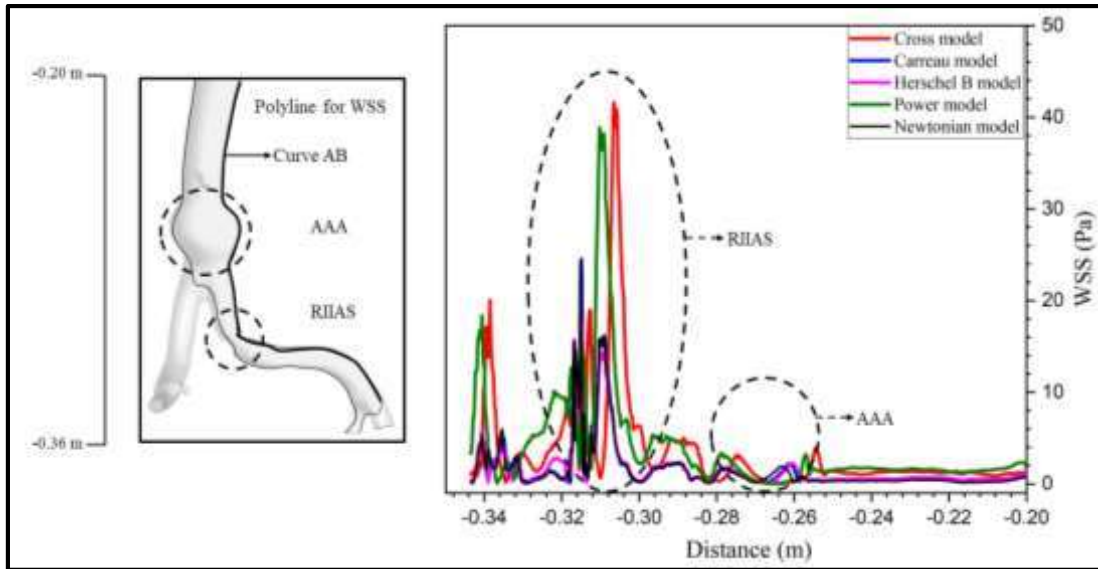 -0.20 m
Polyline for WSS
Curve AB
AAA
RIIAS
-0.36 m
Cross model
Carreau model
Herschel B model
Power model
Newtonian model
RIIAS
AAA
50
40
30
20
10
0
WSS (Pa)
-0.34 -0.32 -0.30 -0.28 -0.26 -0.24 -0.22 -0.20
Distance (m)